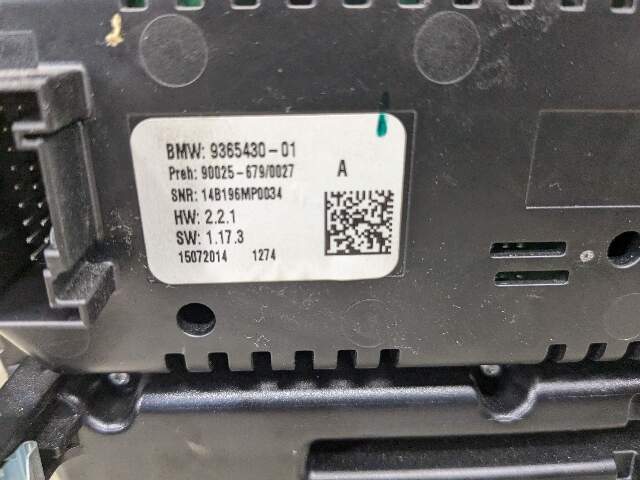 BMW: 9365430-01
Preh: 90025-679/0027 A
SNR: 14B196MP0034
HW: 2.2.1
SW: 1.17.3
15072014 1274